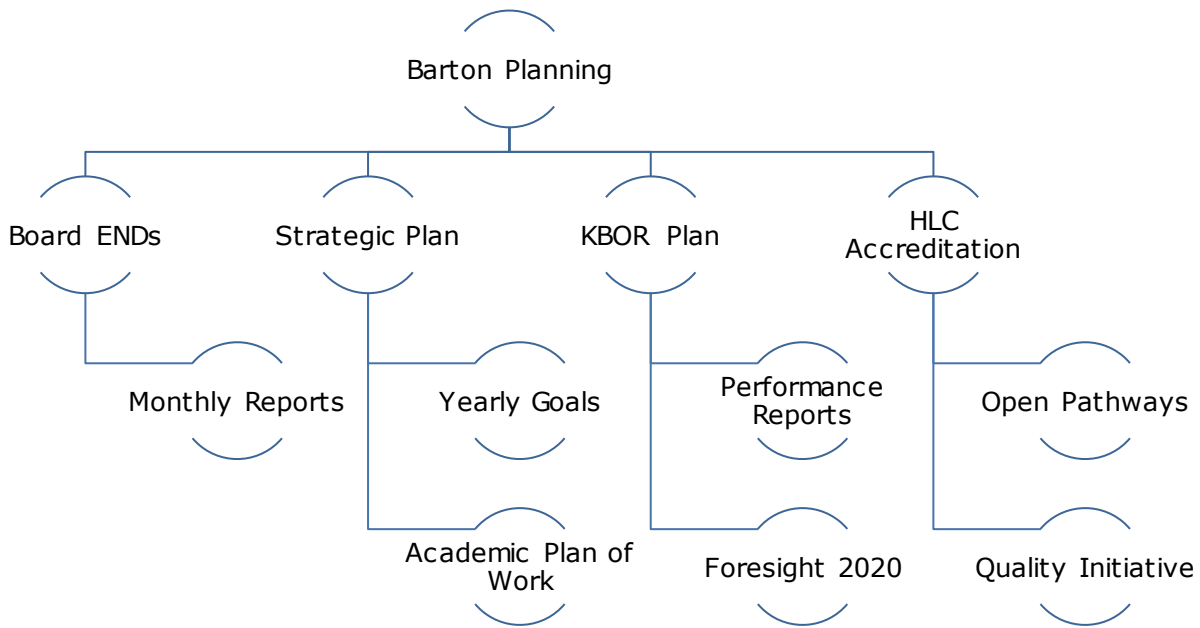 Barton Planning
Board ENDs
Strategic Plan
KBOR Plan
HLC
Accreditation
Monthly Reports
Yearly Goals
Performance
Reports
Open Pathways
Academic Plan of
Work
Foresight 2020
Quality Initiative